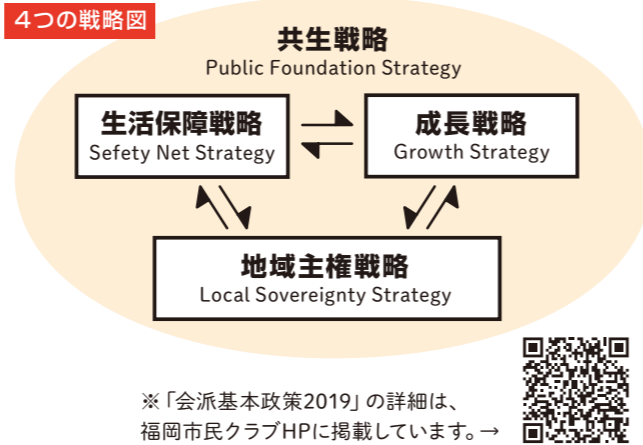 4つの戦略図
共生戦略
Public Foundation Strategy
生活保障戦略
Sefety Net Strategy
成長戦略
Growth Strategy
地域主権戦略
Local Sovereignty Strategy
※「会派基本政策2019」の詳細は、
福岡市民クラブHPに掲載しています。→